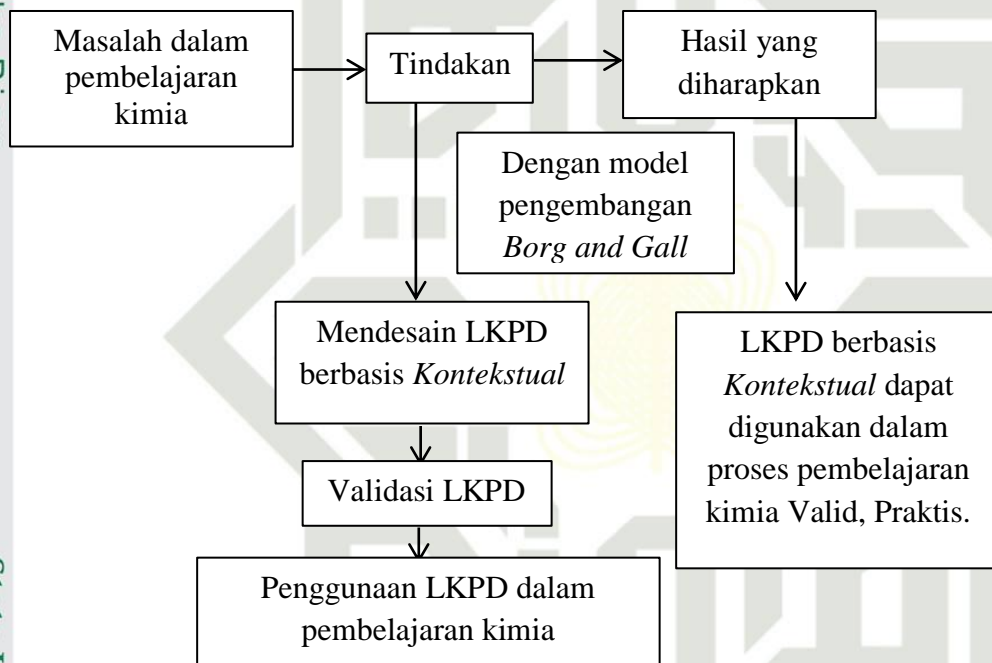 Masalah dalam
pembelajaran
kimia
Tindakan
Hasil yang
diharapkan
Dengan model
pengembangan
Borg and Gall
Mendesain LKPD
berbasis Kontekstual
LKPD berbasis
Kontekstual dapat
digunakan dalam
proses pembelajaran
kimia Valid, Praktis.
Validasi LKPD
Penggunaan LKPD dalam
pembelajaran kimia